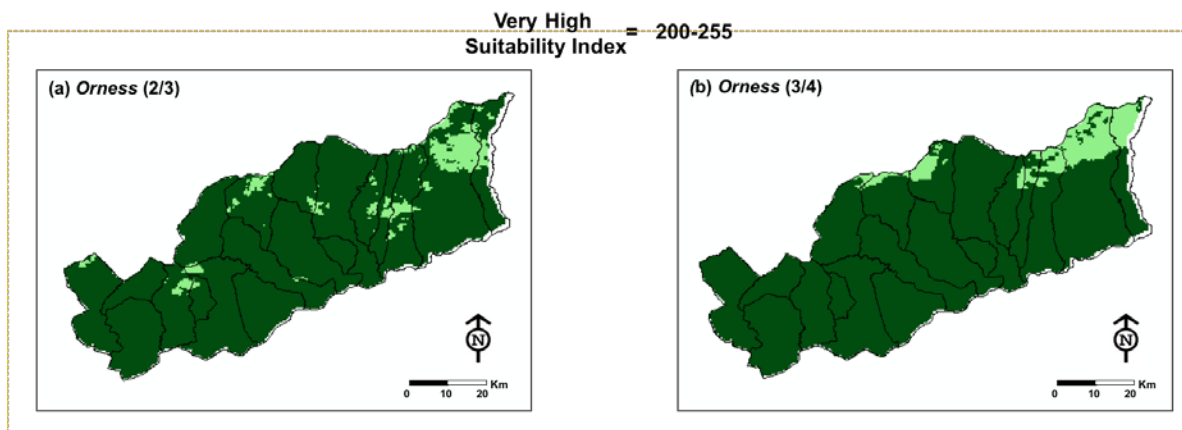 Very High
Suitability Index = 200-255
(a) Orness (2/3)
N
Km
0 10 20
(b) Orness (3/4)
N
Km
0 10 20